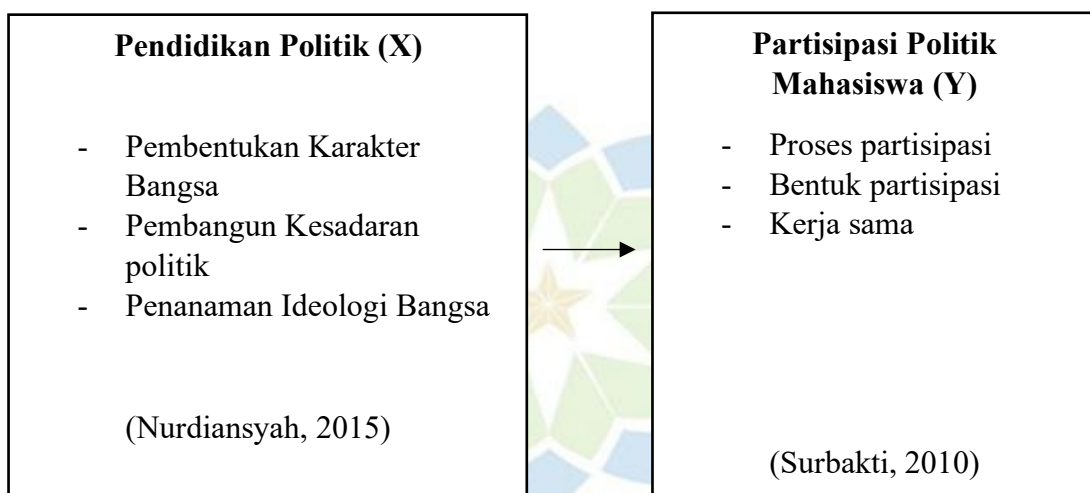 Pendidikan Politik (X)
- Pembentukan Karakter
Bangsa
- Pembangun Kesadaran
politik
- Penanaman Ideologi Bangsa
(Nurdiansyah, 2015)
Partisipasi Politik
Mahasiswa (Y)
- Proses partisipasi
- Bentuk partisipasi
- Kerja sama
(Surbakti, 2010)